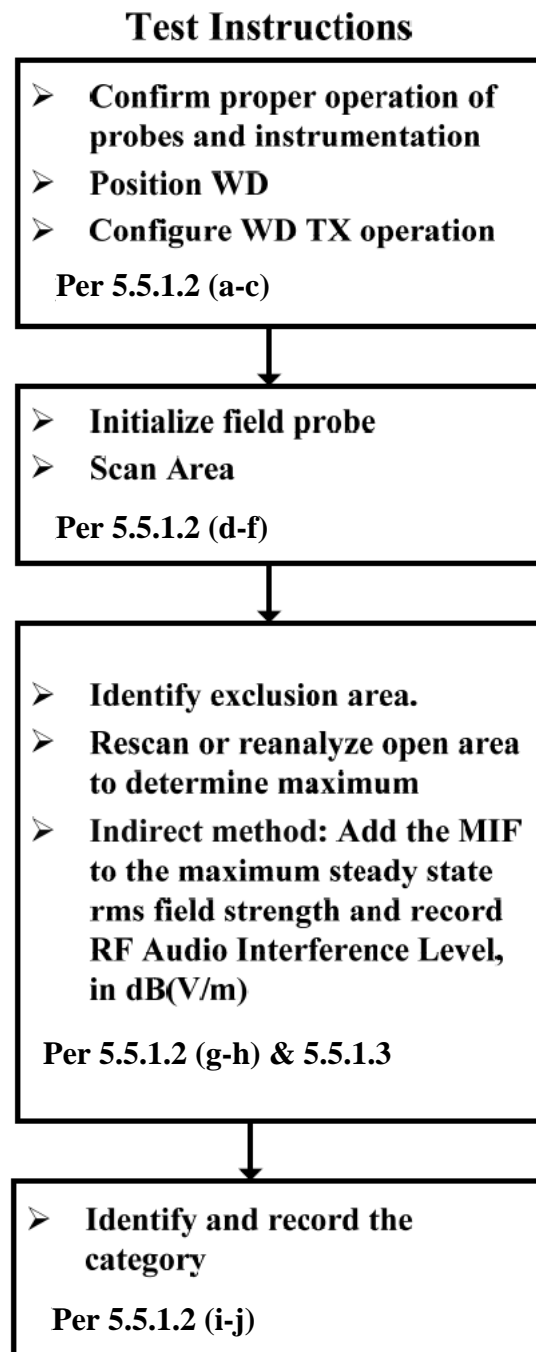 Test Instructions
➢ Confirm proper operation of
probes and instrumentation
➢ Position WD
➢ Configure WD TX operation
Per 5.5.1.2 (a-c)
➢ Initialize field probe
➢ Scan Area
Per 5.5.1.2 (d-f)
➢ Identify exclusion area.
➢ Rescan or reanalyze open area
to determine maximum
➢ Indirect method: Add the MIF
to the maximum steady state
rms field strength and record
RF Audio Interference Level,
in dB(V/m)
Per 5.5.1.2 (g-h) & 5.5.1.3
➢ Identify and record the
category
Per 5.5.1.2 (i-j)